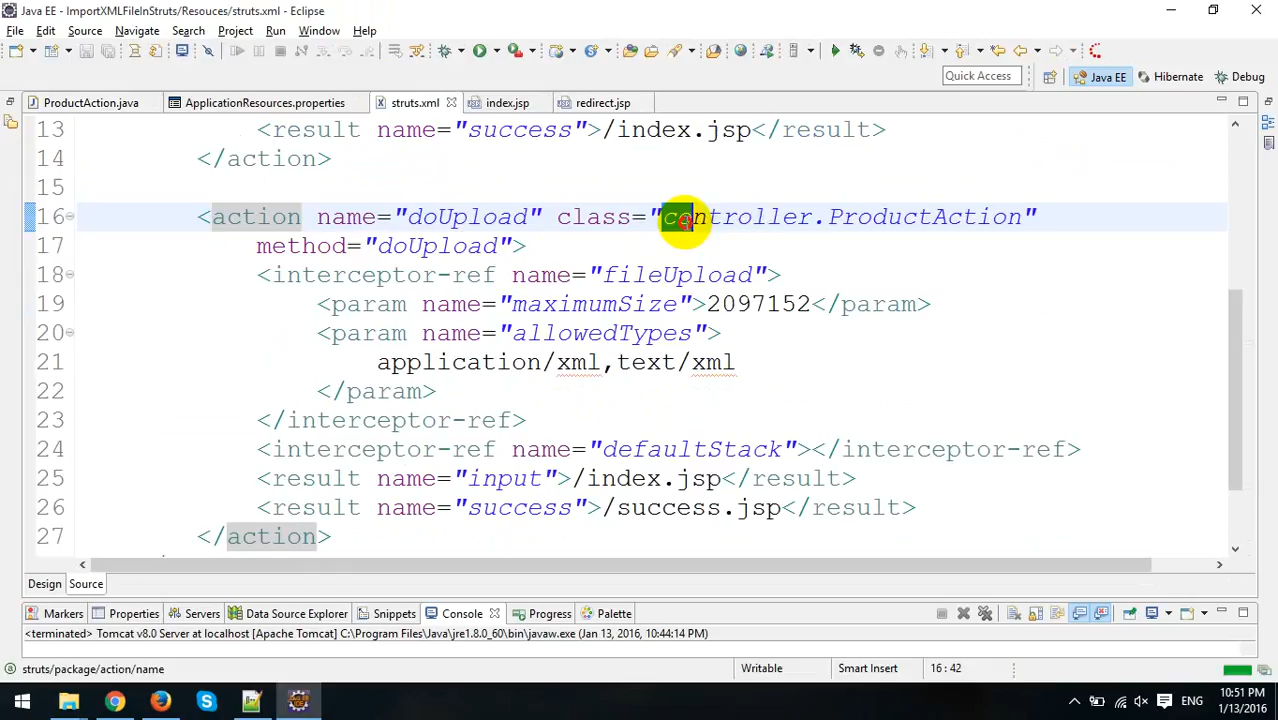 Java EE - ImportXMLFileInStruts/Resouces/struts.xml - Eclipse
File Edit Source Navigate Search Project Run Window Help
Quick Access Java EE Hibernate Debug
ProductAction.java ApplicationResources.properties struts.xml index.jsp redirect.jsp
13 <result name="success">/index.jsp</result>
14 </action>
15
16 <action name="doUpload" class="controller.ProductAction"
17 method="doUpload">
18 <interceptor-ref name="fileUpload">
19 <param name="maximumSize">2097152</param>
20 <param name="allowedTypes">
21 application/xml,text/xml
22 </param>
23 </interceptor-ref>
24 <interceptor-ref name="defaultStack"></interceptor-ref>
25 <result name="input">/index.jsp</result>
26 <result name="success">/success.jsp</result>
27 </action>
Design Source
Markers Properties Servers Data Source Explorer Snippets Console Progress Palette
<terminated> Tomcat v8.0 Server at localhost [Apache Tomcat] C:\Program Files\Java\jre1.8.0_60\bin\javaw.exe (Jan 13, 2016, 10:44:14 PM)
struts/package/action/name Writable Smart Insert 16 : 42
ENG 10:51 PM
1/13/2016